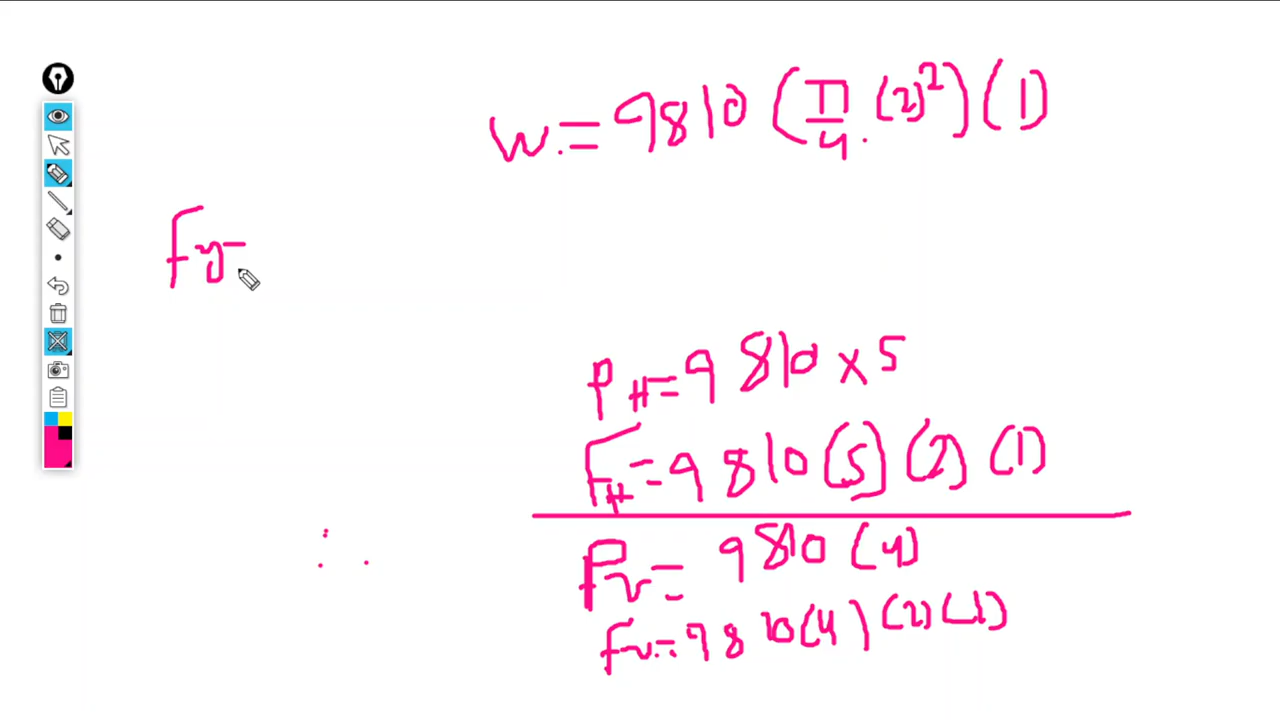 W = 9810 (π/4 (2)²) (1)
Fy =
P_H = 9810 × 5
F_H = 9810 (5) (2) (1)
P_v = 9810 (4)
F_v = 9810 (4) (2) (1)